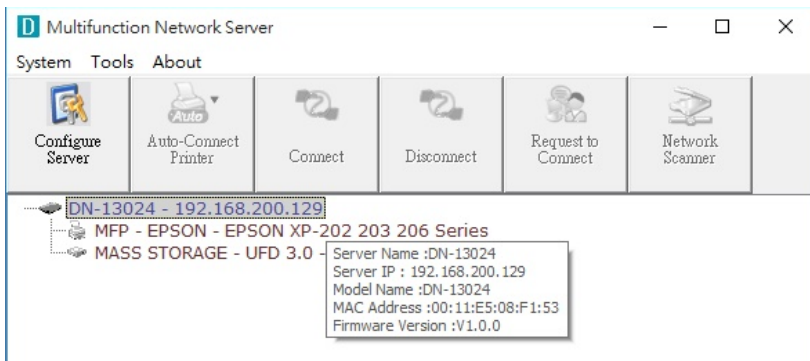 D Multifunction Network Server
System Tools About
Configure Server
Auto
Auto-Connect Printer
Connect
Disconnect
Request to Connect
Network Scanner
DN-13024 - 192.168.200.129
MFP - EPSON - EPSON XP-202 203 206 Series
MASS STORAGE - UFD 3.0 -
Server Name :DN-13024
Server IP : 192.168.200.129
Model Name :DN-13024
MAC Address :00:11:E5:08:F1:53
Firmware Version :V1.0.0